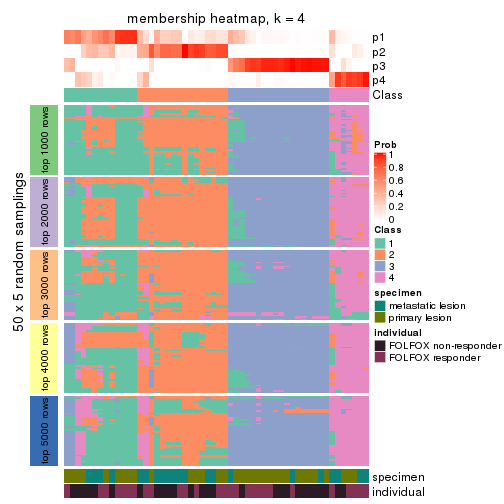 membership heatmap, k = 4
p1
p2
p3
p4
Class
50 x 5 random samplings
top 1000 rows
top 2000 rows
top 3000 rows
top 4000 rows
top 5000 rows
specimen
individual
Prob
1
0.8
0.6
0.4
0.2
0
Class
1
2
3
4
specimen
metastatic lesion
primary lesion
individual
FOLFOX non-responder
FOLFOX responder